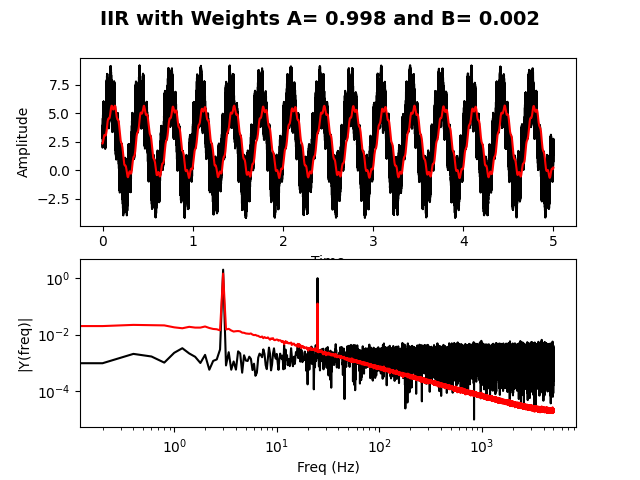 IIR with Weights A= 0.998 and B= 0.002
7.5
5.0
2.5
0.0
−2.5
Amplitude
0 1 2 3 4 5
Time
10⁰
10⁻²
10⁻⁴
|Y(freq)|
10⁰ 10¹ 10² 10³
Freq (Hz)